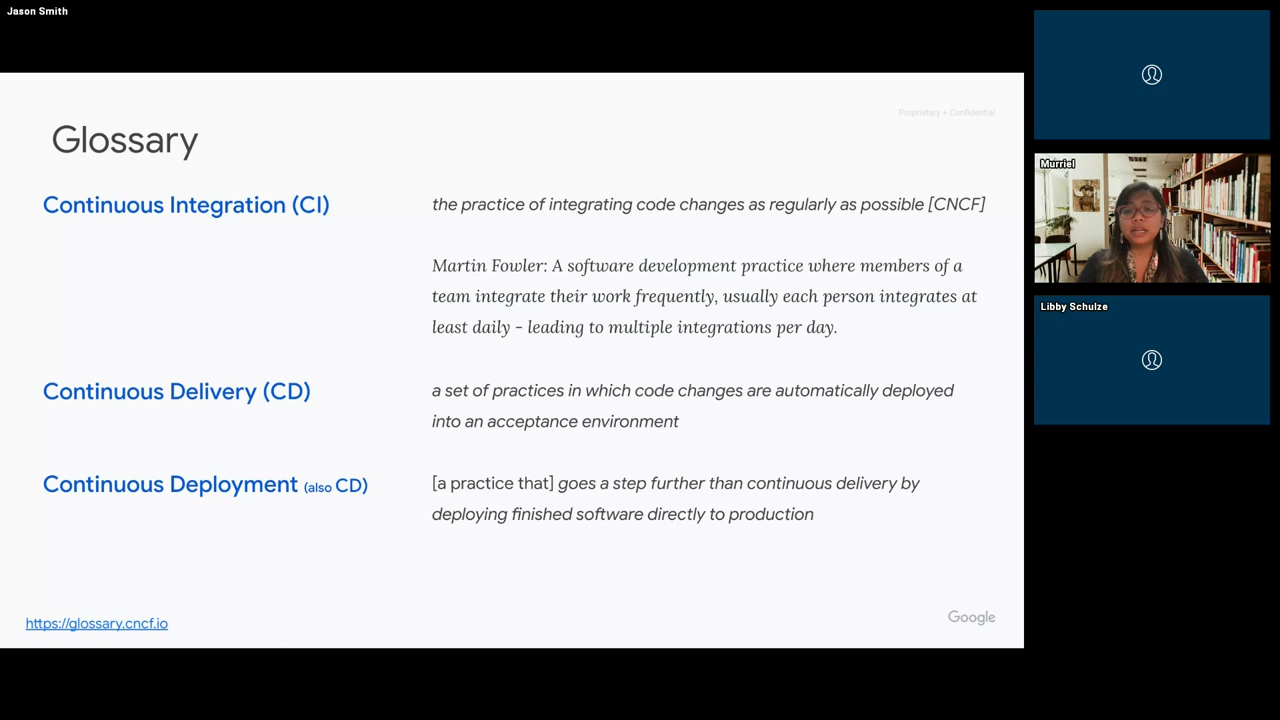 Jason Smith
Proprietary + Confidential
Glossary
Continuous Integration (CI)
the practice of integrating code changes as regularly as possible [CNCF]
Martin Fowler: A software development practice where members of a
team integrate their work frequently, usually each person integrates at
least daily - leading to multiple integrations per day.
Continuous Delivery (CD)
a set of practices in which code changes are automatically deployed
into an acceptance environment
Continuous Deployment (also CD)
[a practice that] goes a step further than continuous delivery by
deploying finished software directly to production
https://glossary.cncf.io
Google
Murriel
Libby Schulze